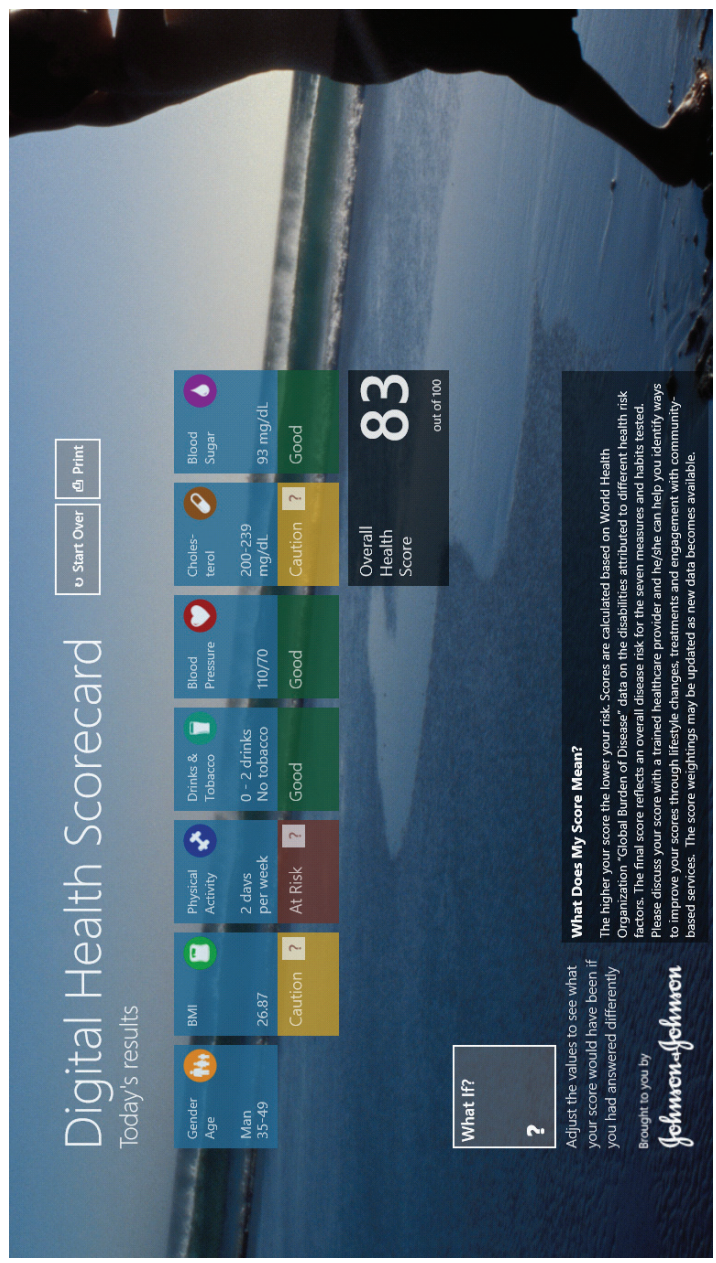 Digital Health Scorecard
Today's results
Start Over
Print
Gender
Age
Man
35-49
BMI
26.87
Caution
?
Physical
Activity
2 days
per week
At Risk
?
Drinks &
Tobacco
0 - 2 drinks
No tobacco
Good
Blood
Pressure
110/70
Good
Choles-
terol
200-239
mg/dL
Caution
?
Blood
Sugar
93 mg/dL
Good
Overall
Health
Score
83
out of 100
What If?
?
Adjust the values to see what
your score would have been if
you had answered differently
Brought to you by
Johnson & Johnson
What Does My Score Mean?
The higher your score the lower your risk. Scores are calculated based on World Health
Organization "Global Burden of Disease" data on the disabilities attributed to different health risk
factors. The final score reflects an overall disease risk for the seven measures and habits tested.
Please discuss your score with a trained healthcare provider and he/she can help you identify ways
to improve your scores through lifestyle changes, treatments and engagement with community-
based services. The score weightings may be updated as new data becomes available.